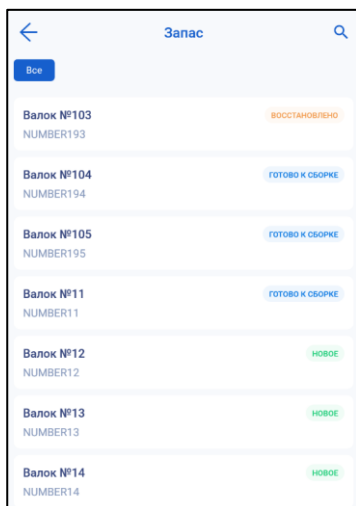 Запас
Все
Валок №103
ВОССТАНОВЛЕНО
NUMBER193
Валок №104
ГОТОВО К СБОРКЕ
NUMBER194
Валок №105
ГОТОВО К СБОРКЕ
NUMBER195
Валок №11
ГОТОВО К СБОРКЕ
NUMBER11
Валок №12
НОВОЕ
NUMBER12
Валок №13
НОВОЕ
NUMBER13
Валок №14
НОВОЕ
NUMBER14